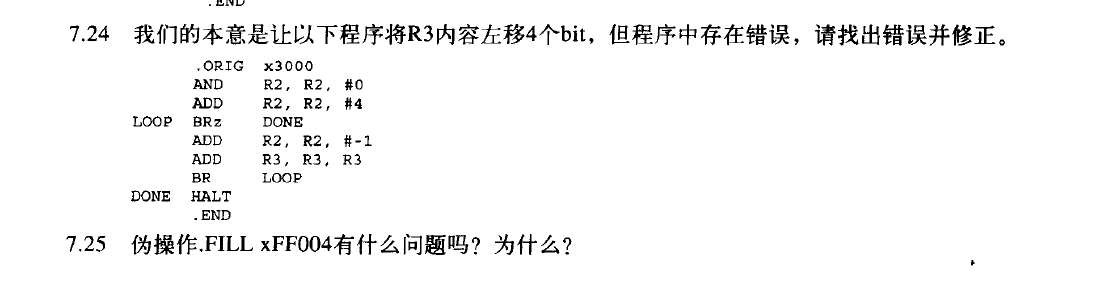 .END
7.24 我们的本意是让以下程序将R3内容左移4个bit，但程序中存在错误，请找出错误并修正。
.ORIG x3000
AND R2, R2, #0
ADD R2, R2, #4
LOOP BRz DONE
ADD R2, R2, #-1
ADD R3, R3, R3
BR LOOP
DONE HALT
.END
7.25 伪操作.FILL xFF004有什么问题吗？为什么？